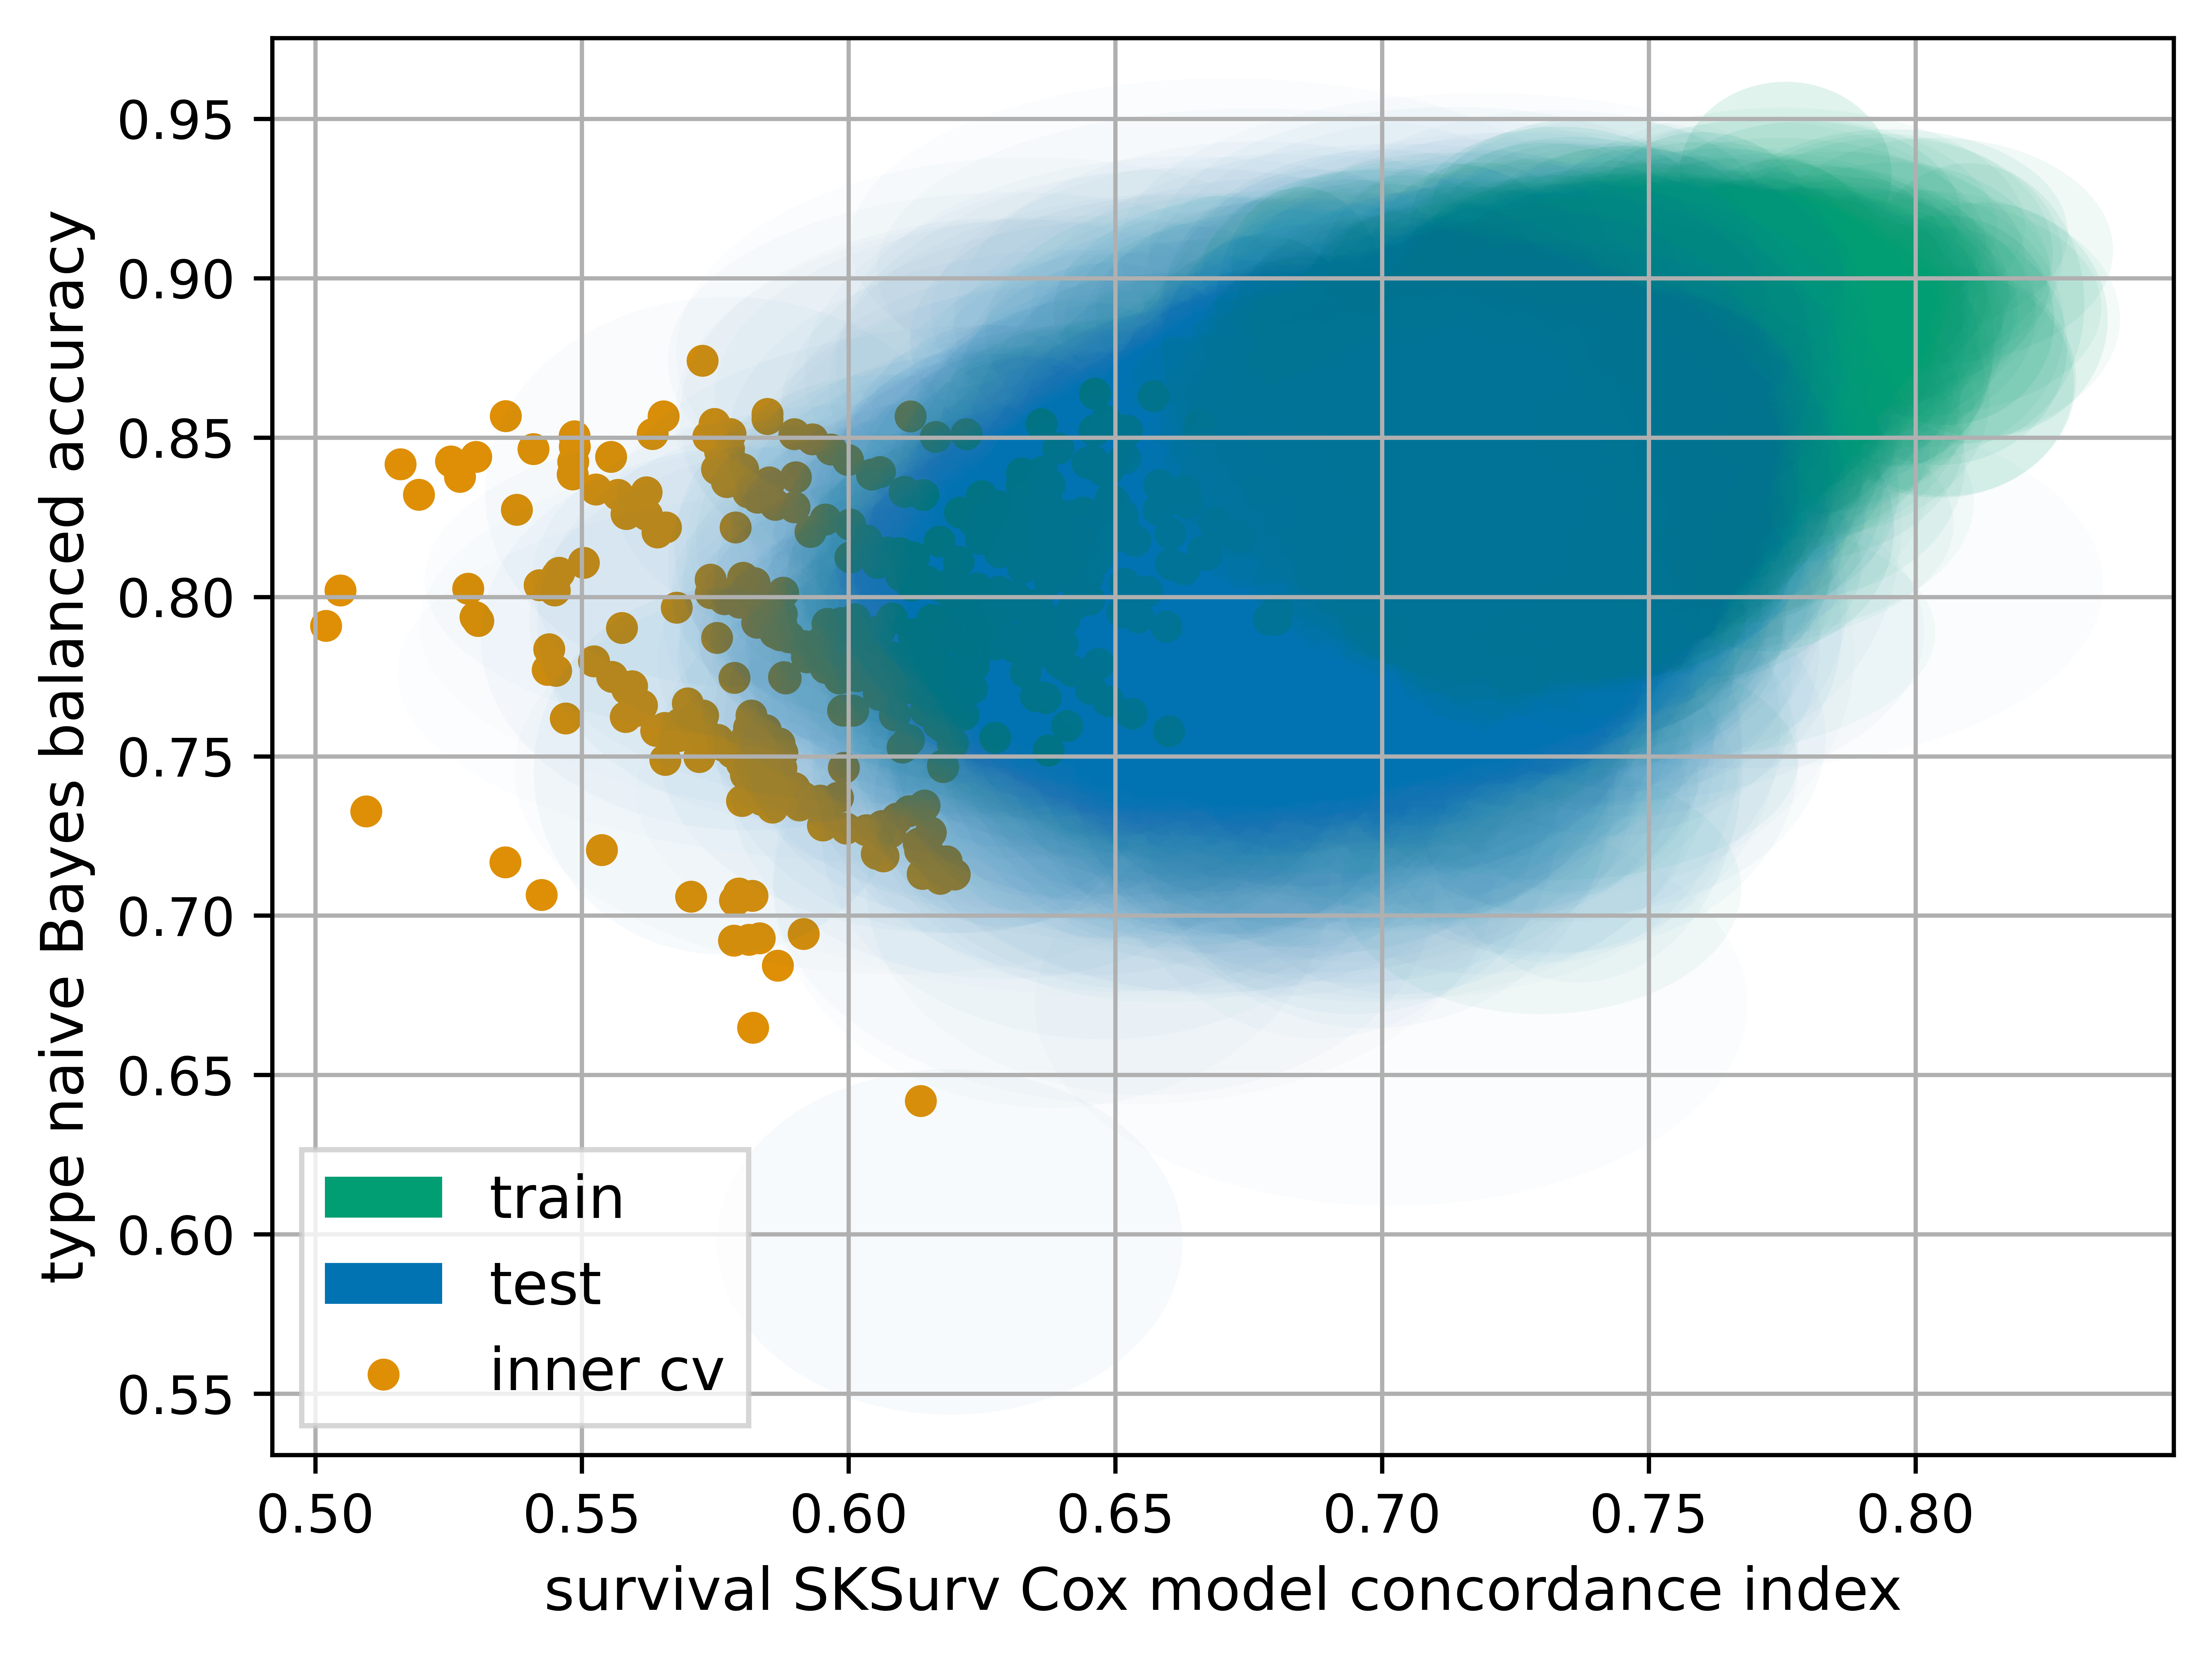 type naive Bayes balanced accuracy
0.95
0.90
0.85
0.80
0.75
0.70
0.65
0.60
0.55
train
test
inner cv
0.50 0.55 0.60 0.65 0.70 0.75 0.80
survival SKSurv Cox model concordance index